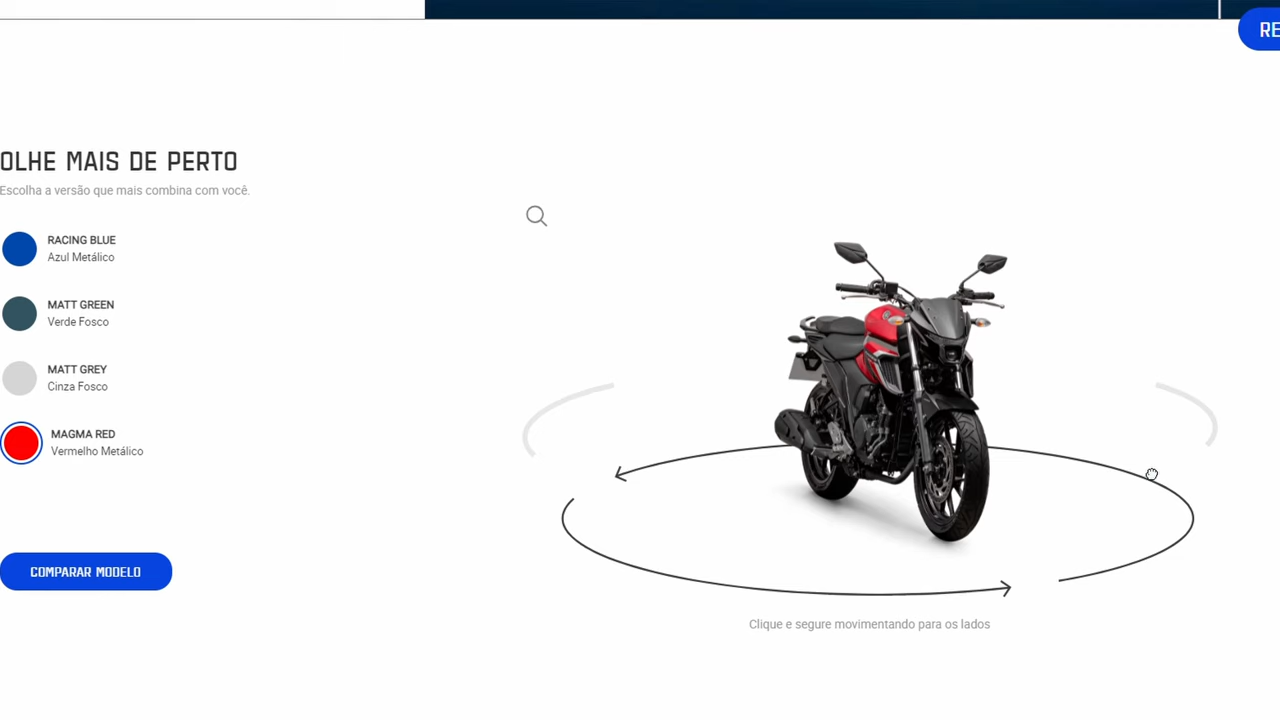 RE
OLHE MAIS DE PERTO
Escolha a versão que mais combina com você.
RACING BLUE
Azul Metálico
MATT GREEN
Verde Fosco
MATT GREY
Cinza Fosco
MAGMA RED
Vermelho Metálico
COMPARAR MODELO
Clique e segure movimentando para os lados